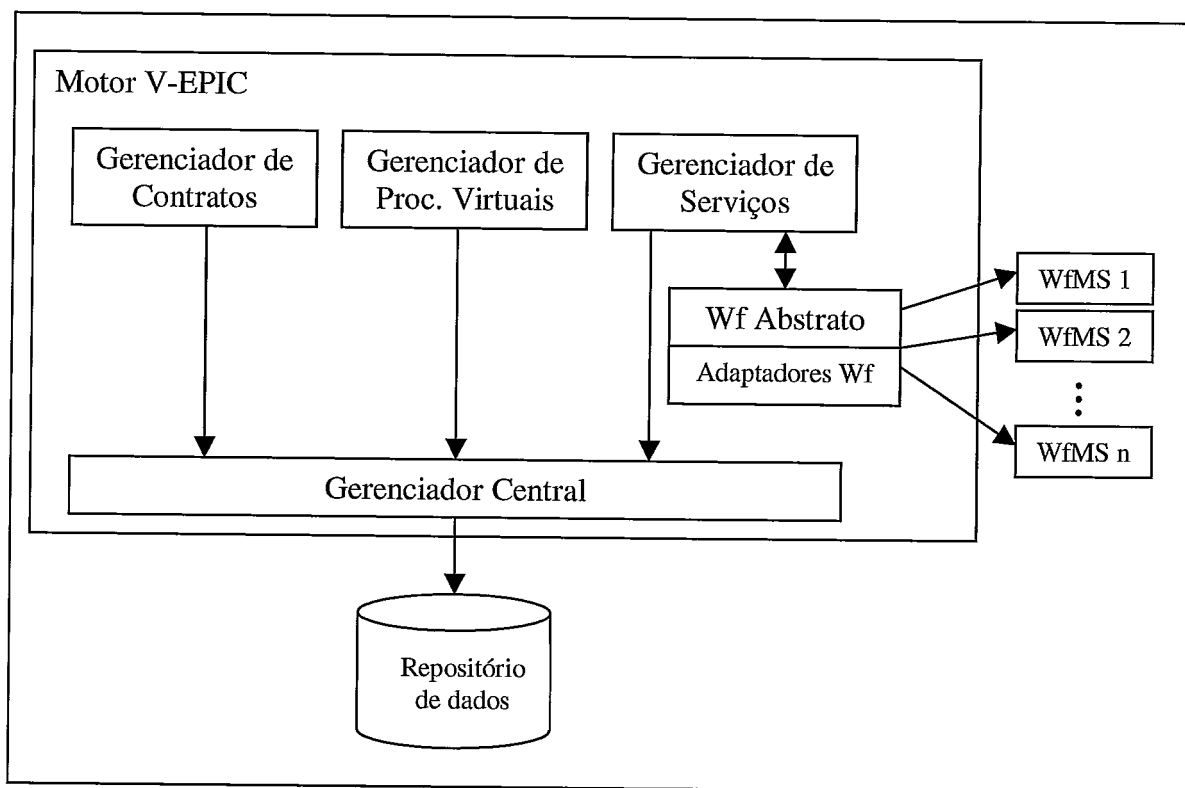 Motor V-EPIC
Gerenciador de
Contratos
Gerenciador de
Proc. Virtuais
Gerenciador de
Serviços
Wf Abstrato
Adaptadores Wf
WfMS 1
WfMS 2
WfMS n
Gerenciador Central
Repositório
de dados